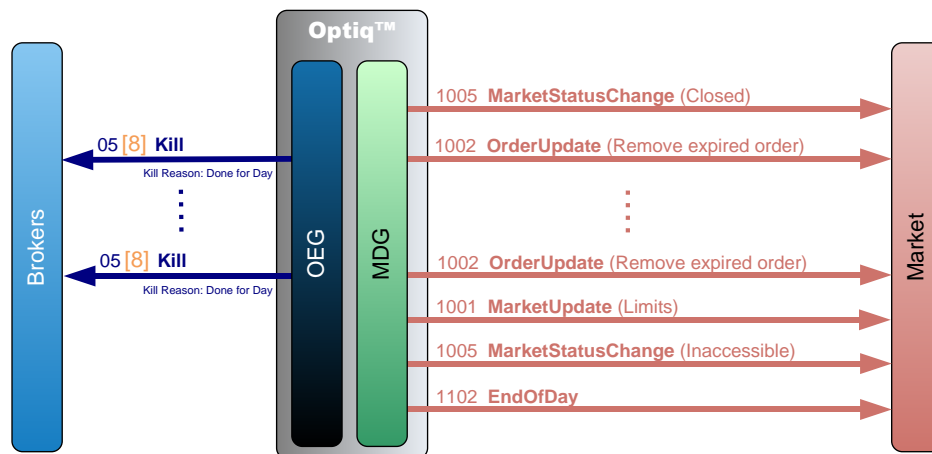 Optiq™
1005 MarketStatusChange (Closed)
05 [8] Kill
1002 OrderUpdate (Remove expired order)
Kill Reason: Done for Day
Brokers
OEG
MDG
Market
05 [8] Kill
1002 OrderUpdate (Remove expired order)
Kill Reason: Done for Day
1001 MarketUpdate (Limits)
1005 MarketStatusChange (Inaccessible)
1102 EndOfDay